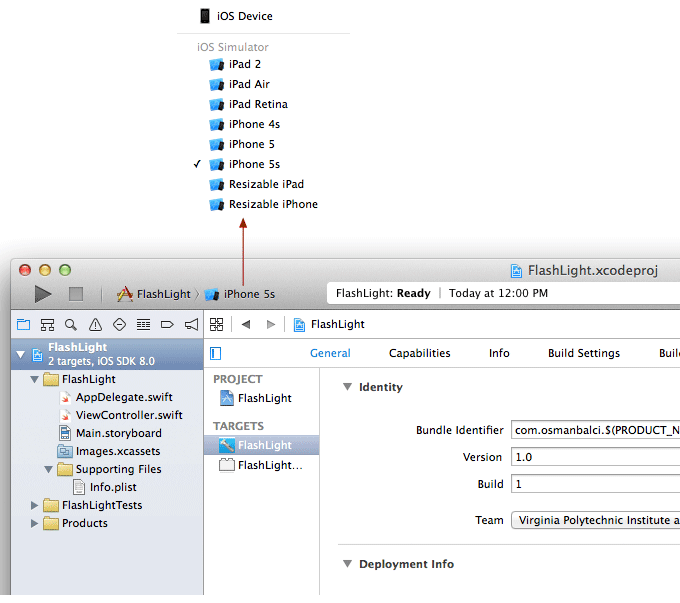 iOS Device
iOS Simulator
iPad 2
iPad Air
iPad Retina
iPhone 4s
iPhone 5
✓ iPhone 5s
Resizable iPad
Resizable iPhone
FlashLight.xcodeproj
FlashLight 〉 iPhone 5s
FlashLight: Ready | Today at 12:00 PM
FlashLight
FlashLight
2 targets, iOS SDK 8.0
FlashLight
AppDelegate.swift
ViewController.swift
Main.storyboard
Images.xcassets
Supporting Files
Info.plist
FlashLightTests
Products
General Capabilities Info Build Settings Buil
PROJECT
FlashLight
TARGETS
FlashLight
FlashLight...
Identity
Bundle Identifier com.osmanbalci.$(PRODUCT_N
Version 1.0
Build 1
Team Virginia Polytechnic Institute a
Deployment Info